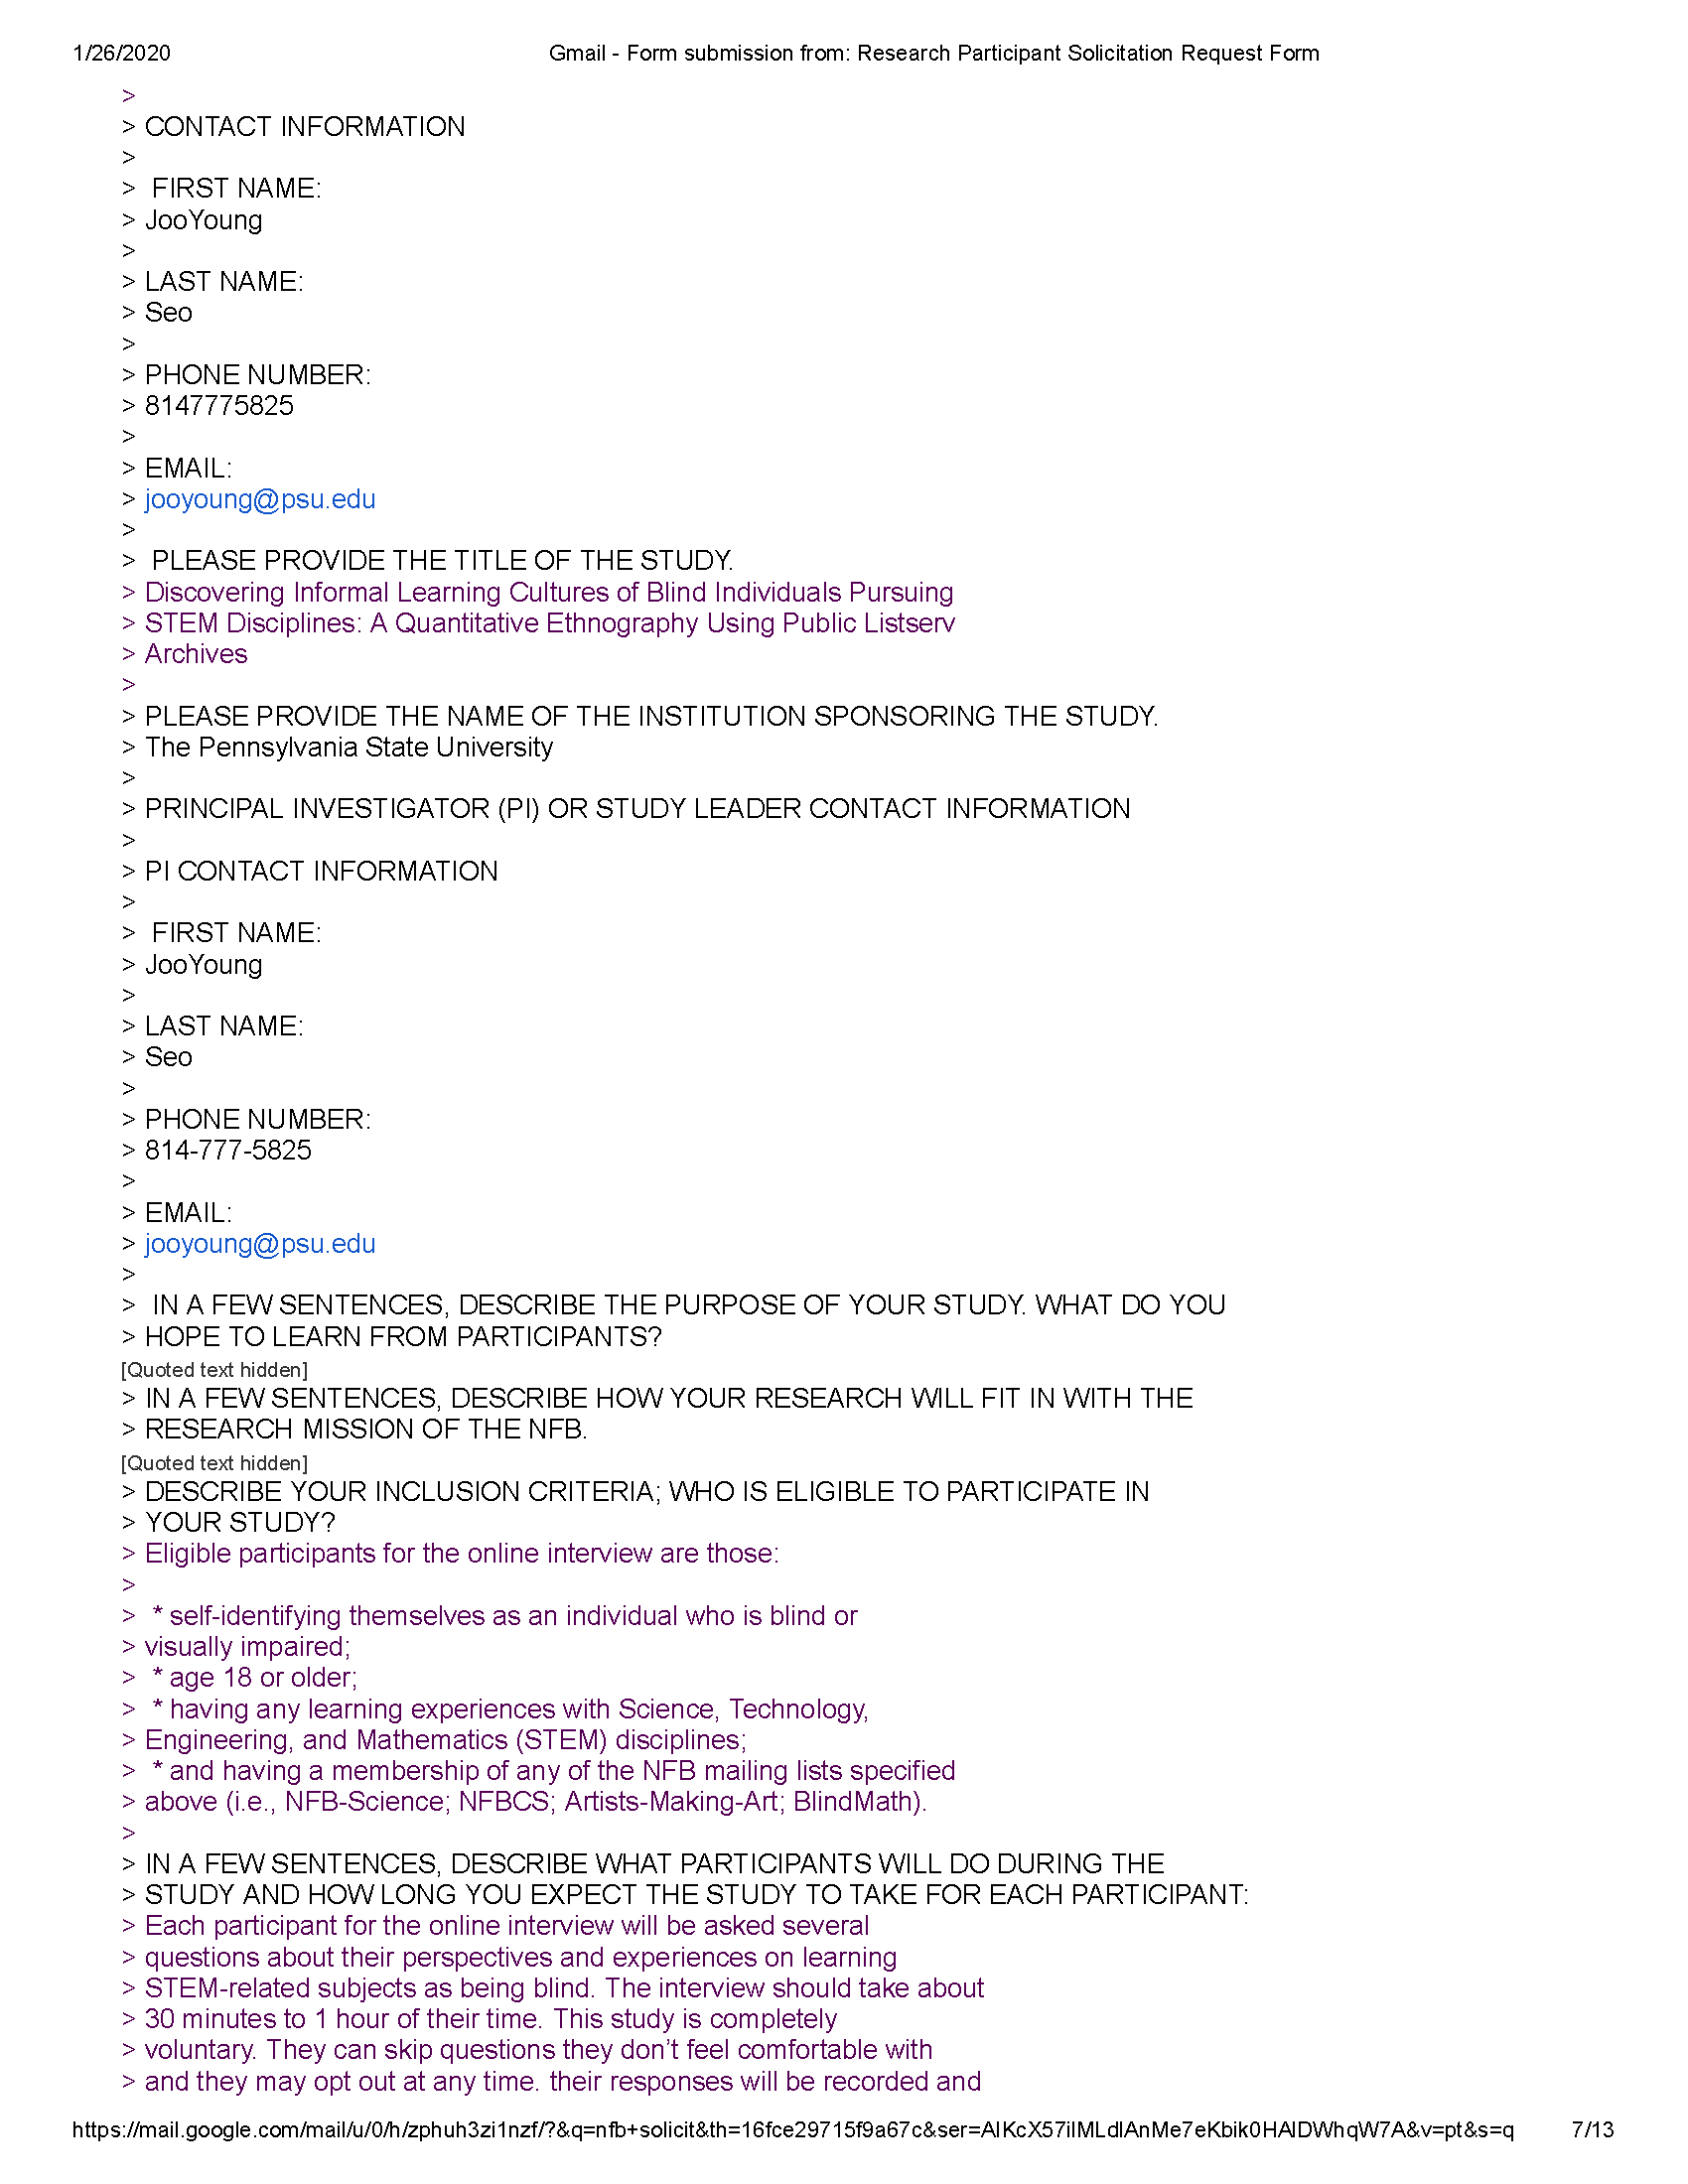 1/26/2020 Gmail - Form submission from: Research Participant Solicitation Request Form
>
> CONTACT INFORMATION
>
> FIRST NAME:
> JooYoung
>
> LAST NAME:
> Seo
>
> PHONE NUMBER:
> 8147775825
>
> EMAIL:
> jooyoung@psu.edu
>
> PLEASE PROVIDE THE TITLE OF THE STUDY.
> Discovering Informal Learning Cultures of Blind Individuals Pursuing
> STEM Disciplines: A Quantitative Ethnography Using Public Listserv
> Archives
>
> PLEASE PROVIDE THE NAME OF THE INSTITUTION SPONSORING THE STUDY.
> The Pennsylvania State University
>
> PRINCIPAL INVESTIGATOR (PI) OR STUDY LEADER CONTACT INFORMATION
>
> PI CONTACT INFORMATION
>
> FIRST NAME:
> JooYoung
>
> LAST NAME:
> Seo
>
> PHONE NUMBER:
> 814-777-5825
>
> EMAIL:
> jooyoung@psu.edu
>
> IN A FEW SENTENCES, DESCRIBE THE PURPOSE OF YOUR STUDY. WHAT DO YOU
> HOPE TO LEARN FROM PARTICIPANTS?
[Quoted text hidden]
> IN A FEW SENTENCES, DESCRIBE HOW YOUR RESEARCH WILL FIT IN WITH THE
> RESEARCH MISSION OF THE NFB.
[Quoted text hidden]
> DESCRIBE YOUR INCLUSION CRITERIA; WHO IS ELIGIBLE TO PARTICIPATE IN
> YOUR STUDY?
> Eligible participants for the online interview are those:
>
> * self-identifying themselves as an individual who is blind or
> visually impaired;
> * age 18 or older;
> * having any learning experiences with Science, Technology,
> Engineering, and Mathematics (STEM) disciplines;
> * and having a membership of any of the NFB mailing lists specified
> above (i.e., NFB-Science; NFBCS; Artists-Making-Art; BlindMath).
>
> IN A FEW SENTENCES, DESCRIBE WHAT PARTICIPANTS WILL DO DURING THE
> STUDY AND HOW LONG YOU EXPECT THE STUDY TO TAKE FOR EACH PARTICIPANT:
> Each participant for the online interview will be asked several
> questions about their perspectives and experiences on learning
> STEM-related subjects as being blind. The interview should take about
> 30 minutes to 1 hour of their time. This study is completely
> voluntary. They can skip questions they don’t feel comfortable with
> and they may opt out at any time. their responses will be recorded and
https://mail.google.com/mail/u/0/h/zphuh3zi1nzf/?&q=nfb+solicit&th=16fce29715f9a67c&ser=AIKcX57iIMLdIAnMe7eKbik0HAIDWhqW7A&v=pt&s=q 7/13